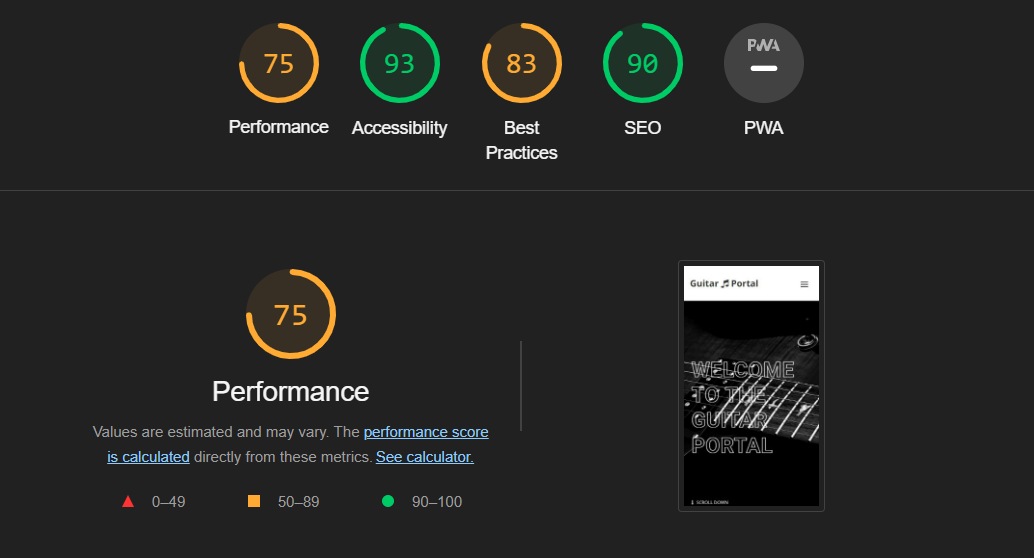 75
93
83
90
PWA
Performance
Accessibility
Best
Practices
SEO
PWA
75
Performance
Values are estimated and may vary. The performance score
is calculated directly from these metrics. See calculator.
0–49
50–89
90–100
Guitar Portal
WELCOME
TO THE
GUITAR
PORTAL
SCROLL DOWN